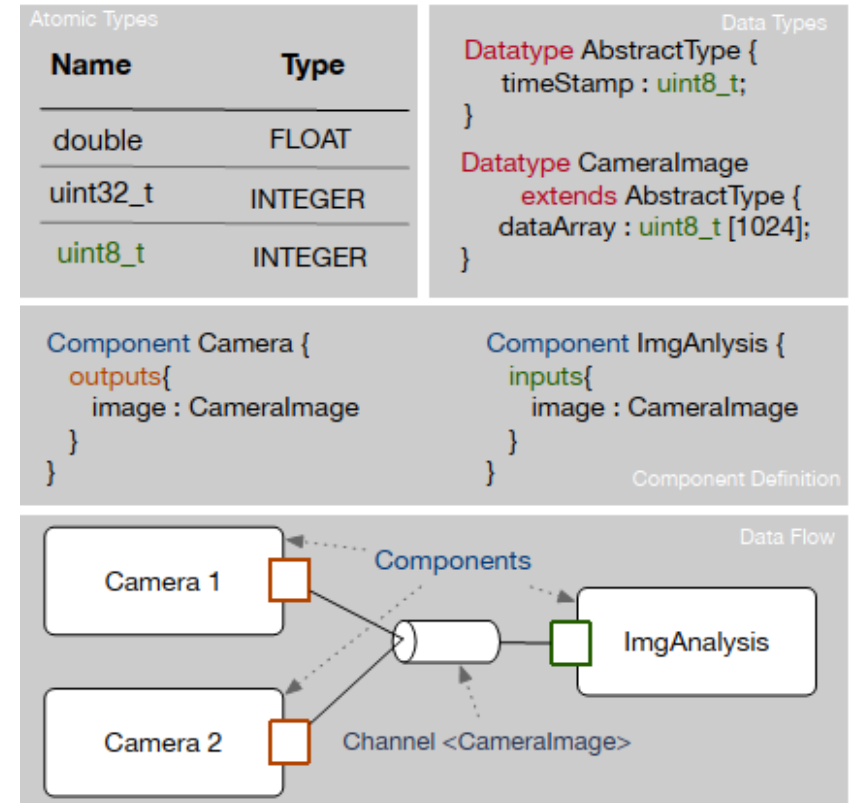 Atomic Types
Name Type
double FLOAT
uint32_t INTEGER
uint8_t INTEGER
Data Types
Datatype AbstractType {
timeStamp : uint8_t;
}
Datatype CameraImage
extends AbstractType {
dataArray : uint8_t [1024];
}
Component Camera {
outputs{
image : CameraImage
}
}
Component ImgAnlysis {
inputs{
image : CameraImage
}
}
Component Definition
Data Flow
Components
Camera 1
ImgAnalysis
Camera 2
Channel <CameraImage>